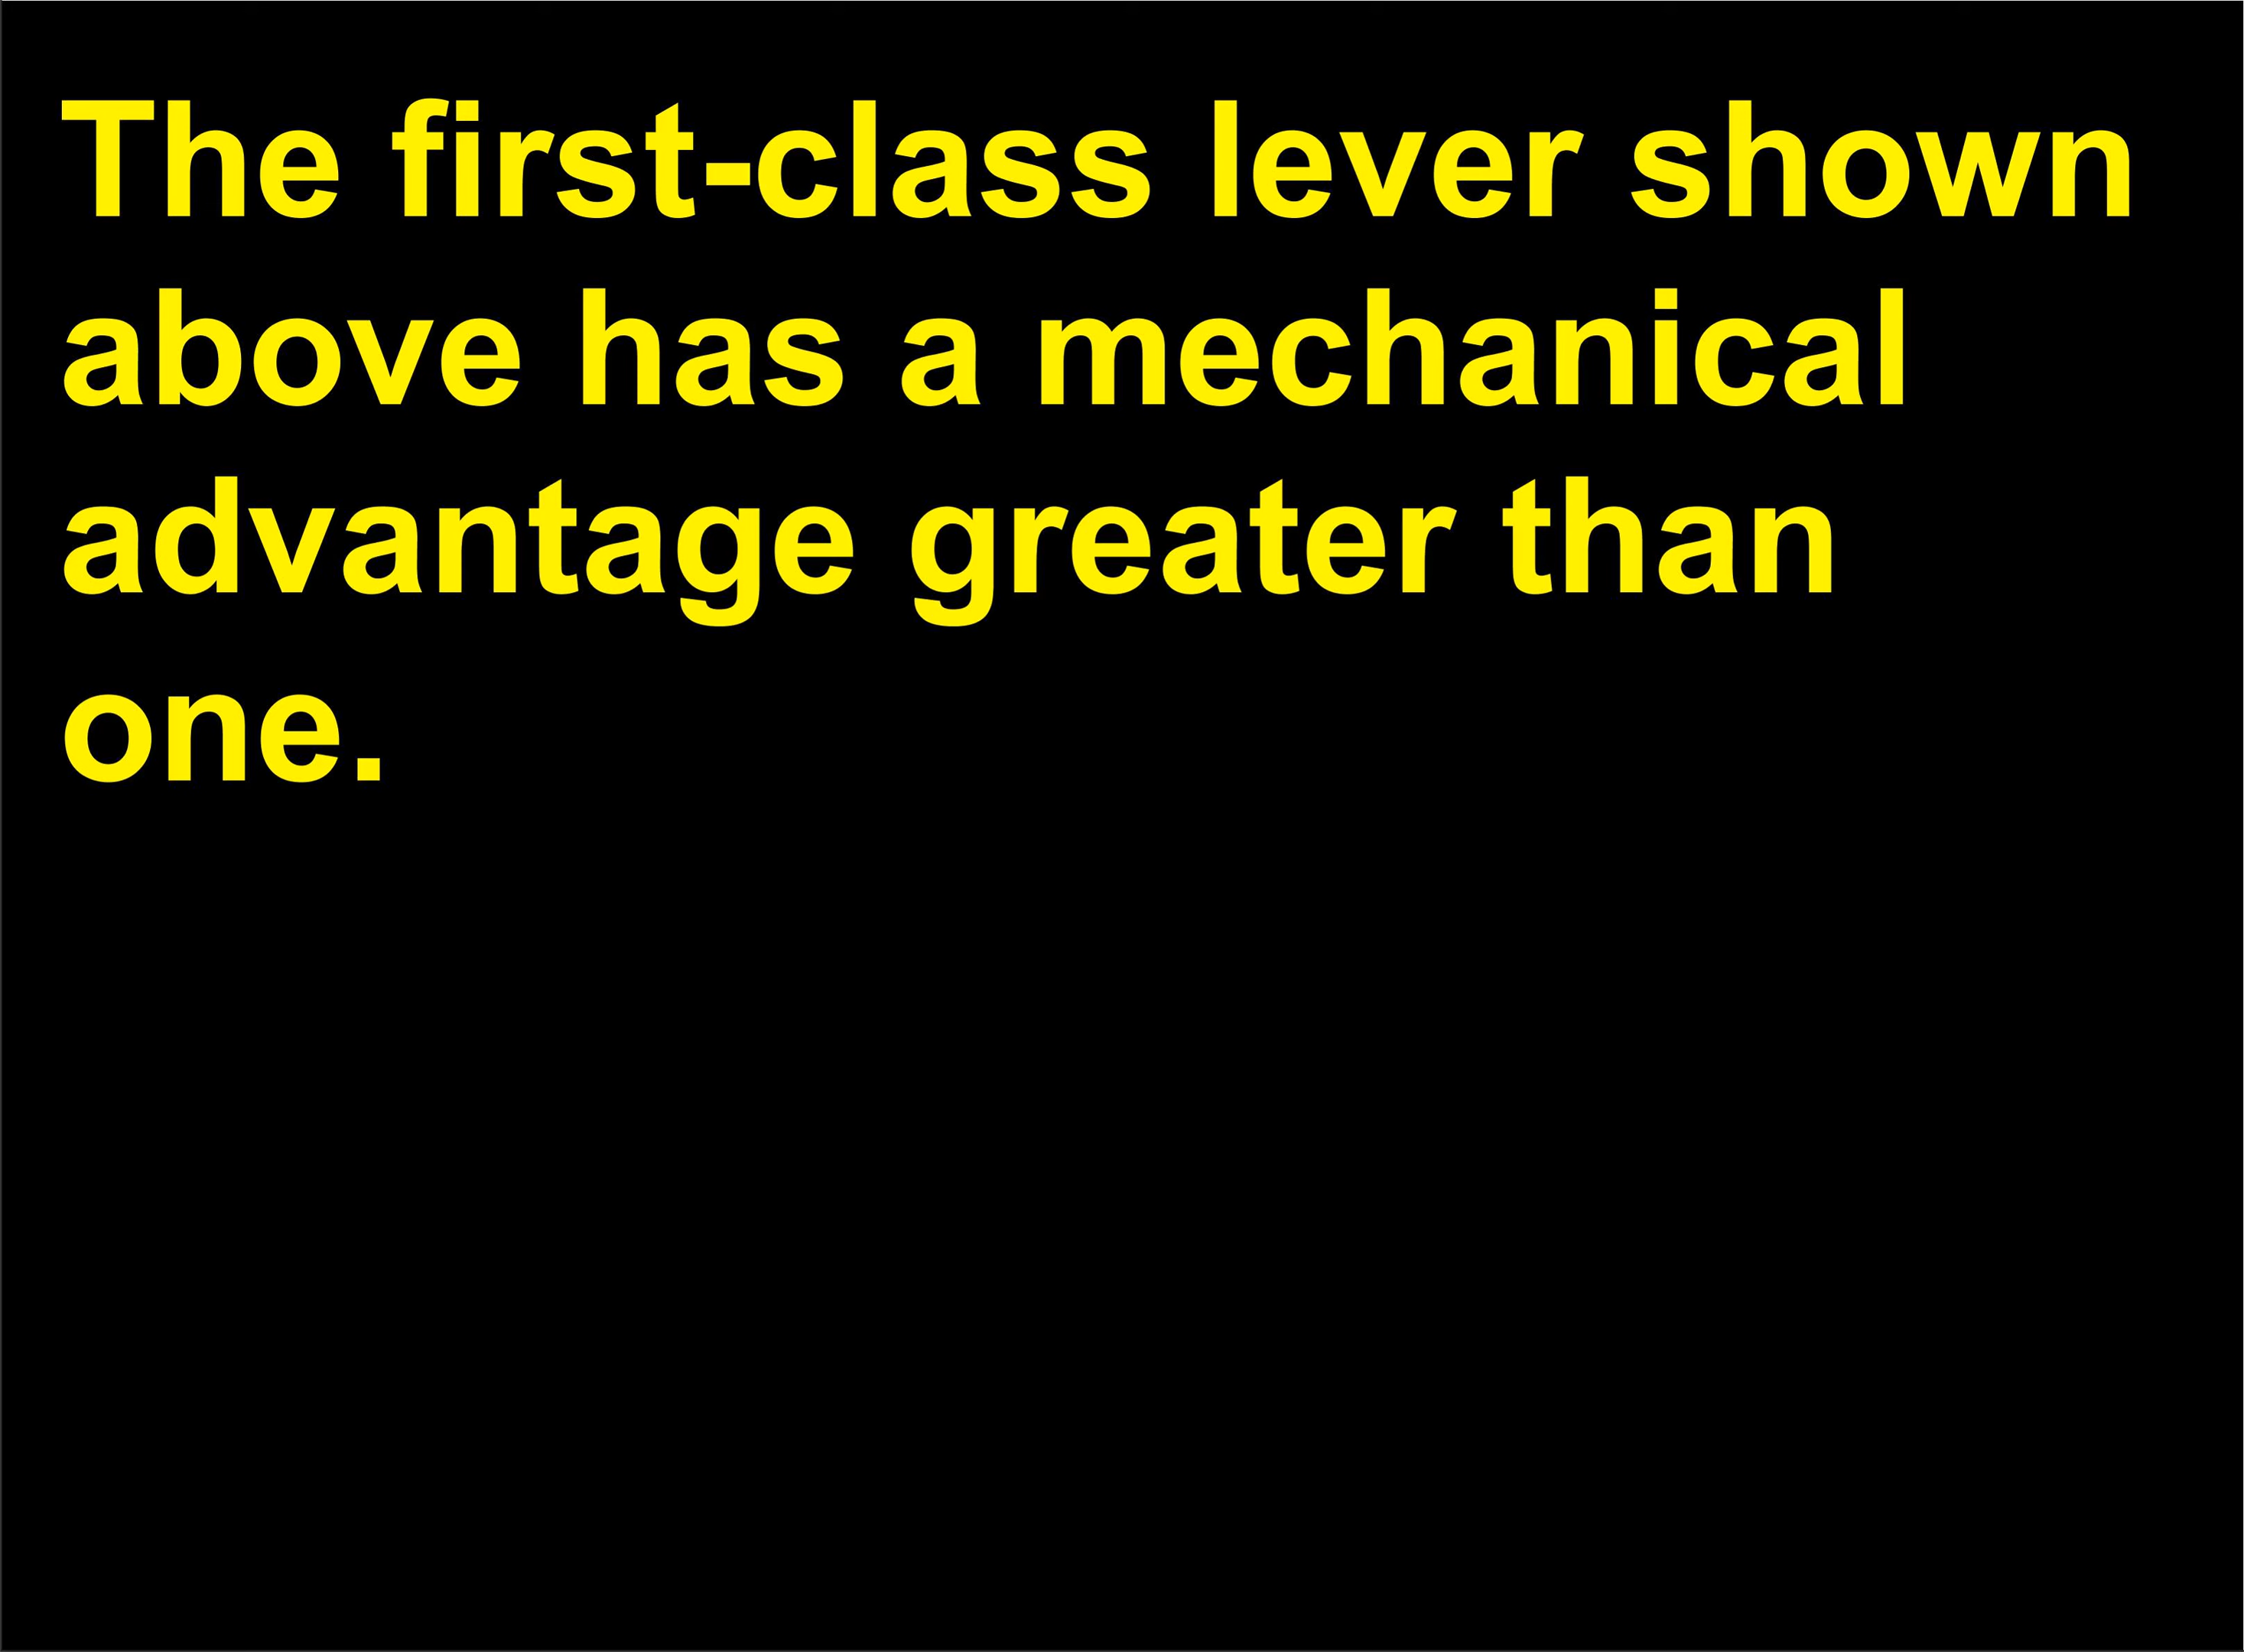 The first-class lever shown
above has a mechanical
advantage greater than
one.